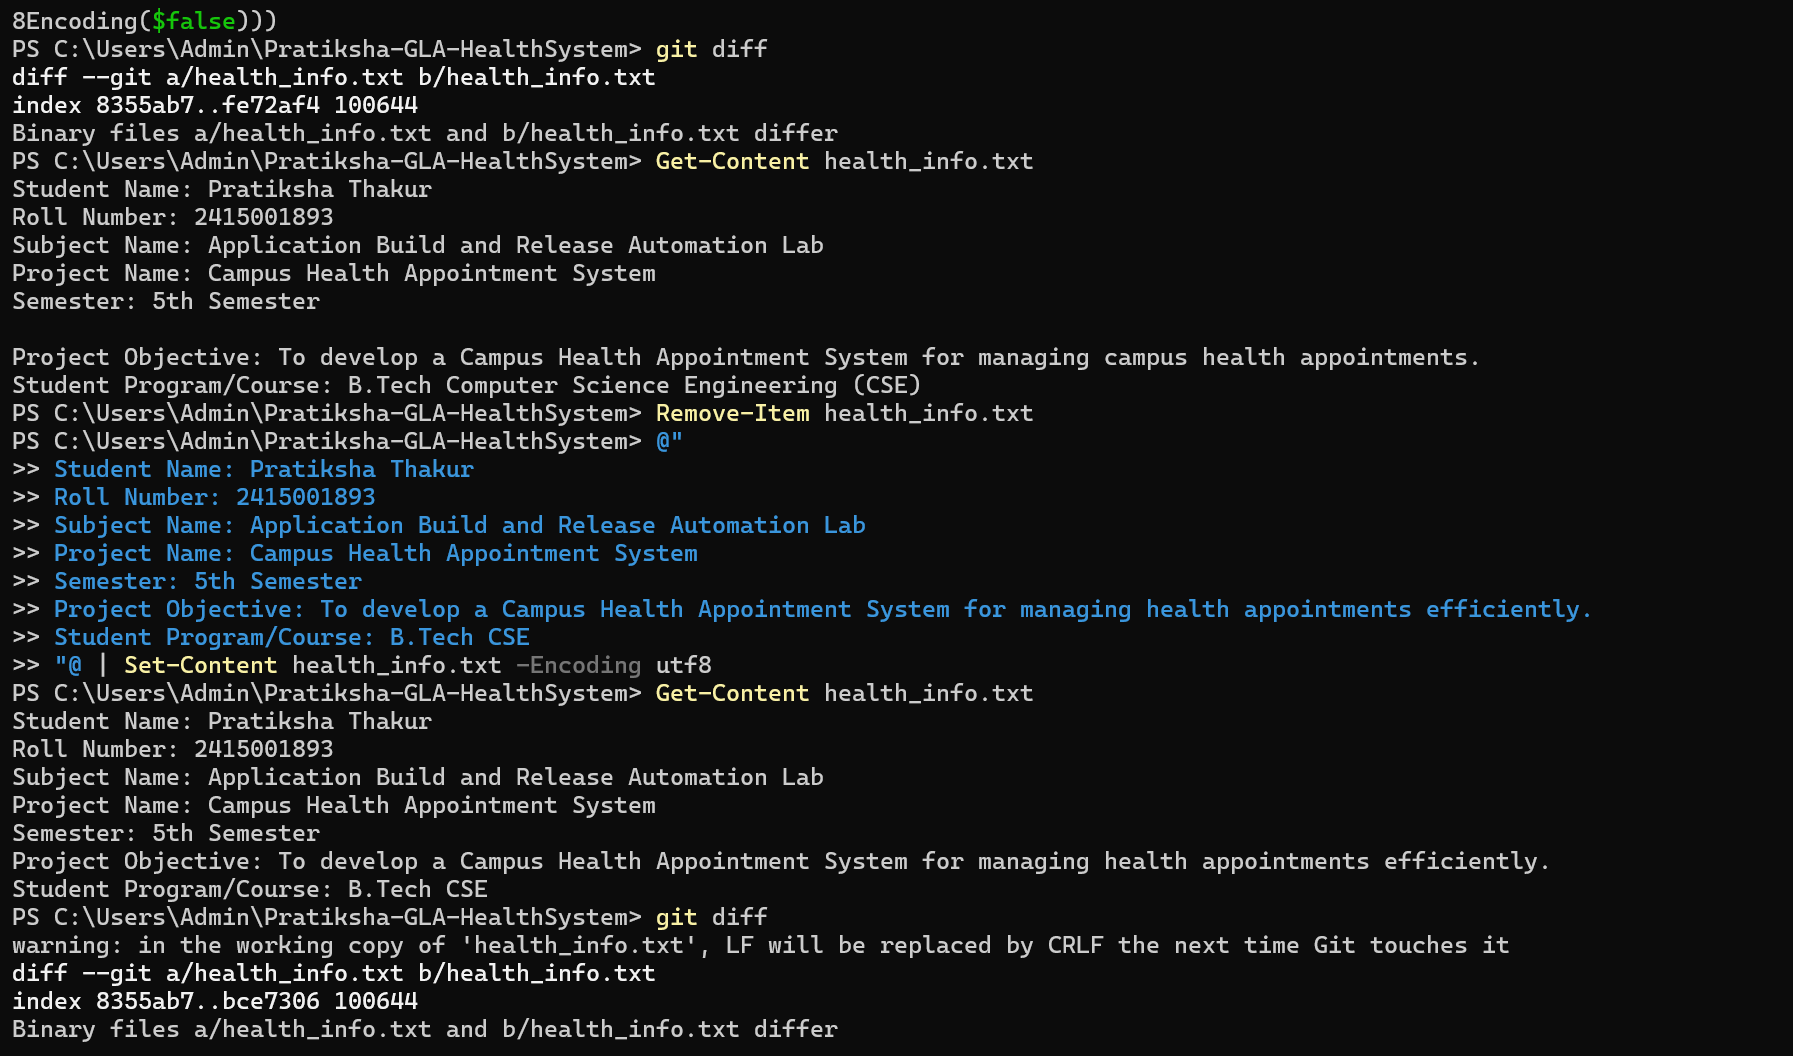 8Encoding($false)))
PS C:\Users\Admin\Pratiksha-GLA-HealthSystem> git diff
diff --git a/health_info.txt b/health_info.txt
index 8355ab7..fe72af4 100644
Binary files a/health_info.txt and b/health_info.txt differ
PS C:\Users\Admin\Pratiksha-GLA-HealthSystem> Get-Content health_info.txt
Student Name: Pratiksha Thakur
Roll Number: 2415001893
Subject Name: Application Build and Release Automation Lab
Project Name: Campus Health Appointment System
Semester: 5th Semester

Project Objective: To develop a Campus Health Appointment System for managing campus health appointments.
Student Program/Course: B.Tech Computer Science Engineering (CSE)
PS C:\Users\Admin\Pratiksha-GLA-HealthSystem> Remove-Item health_info.txt
PS C:\Users\Admin\Pratiksha-GLA-HealthSystem> @"
>> Student Name: Pratiksha Thakur
>> Roll Number: 2415001893
>> Subject Name: Application Build and Release Automation Lab
>> Project Name: Campus Health Appointment System
>> Semester: 5th Semester
>> Project Objective: To develop a Campus Health Appointment System for managing health appointments efficiently.
>> Student Program/Course: B.Tech CSE
>> "@ | Set-Content health_info.txt -Encoding utf8
PS C:\Users\Admin\Pratiksha-GLA-HealthSystem> Get-Content health_info.txt
Student Name: Pratiksha Thakur
Roll Number: 2415001893
Subject Name: Application Build and Release Automation Lab
Project Name: Campus Health Appointment System
Semester: 5th Semester
Project Objective: To develop a Campus Health Appointment System for managing health appointments efficiently.
Student Program/Course: B.Tech CSE
PS C:\Users\Admin\Pratiksha-GLA-HealthSystem> git diff
warning: in the working copy of 'health_info.txt', LF will be replaced by CRLF the next time Git touches it
diff --git a/health_info.txt b/health_info.txt
index 8355ab7..bce7306 100644
Binary files a/health_info.txt and b/health_info.txt differ